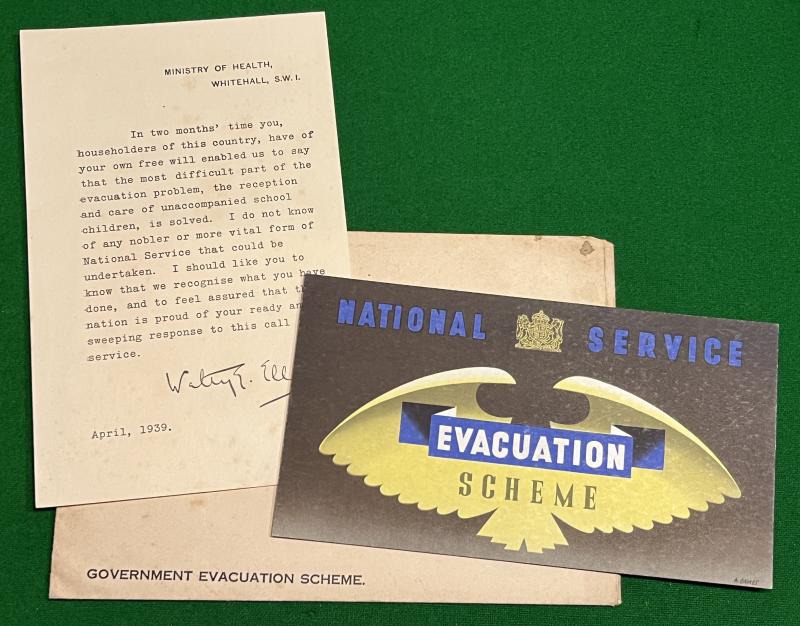 MINISTRY OF HEALTH,
WHITEHALL, S.W.1.
In two months' time you,
householders of this country, have of
your own free will enabled us to say
that the most difficult part of the
evacuation problem, the reception
and care of unaccompanied school
children, is solved. I do not know
of any nobler or more vital form of
National Service that could be
undertaken. I should like you to
know that we recognise what you have
done, and to feel assured that
nation is proud of your ready
sweeping response to this call
service.
April, 1939.
NATIONAL SERVICE
EVACUATION
SCHEME
GOVERNMENT EVACUATION SCHEME.